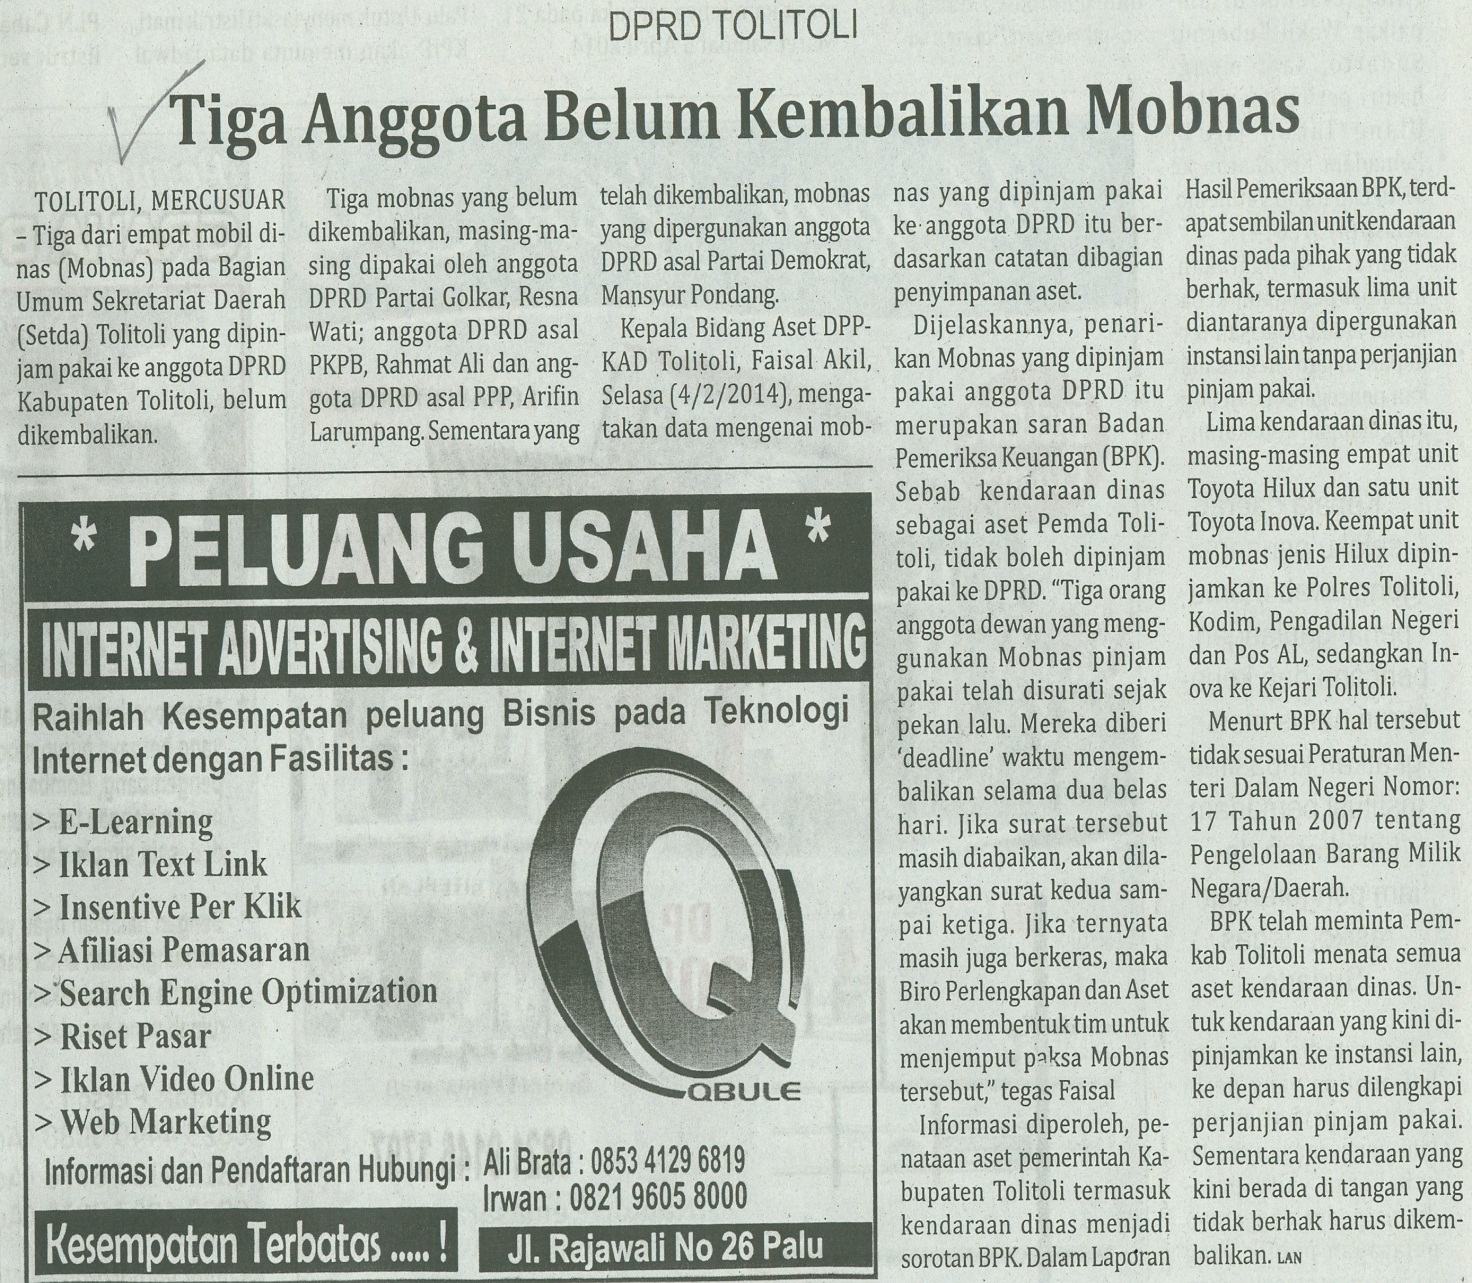 DPRD TOLITOLI
Tiga Anggota Belum Kembalikan Mobnas
TOLITOLI, MERCUSUAR
– Tiga dari empat mobil di-
nas (Mobnas) pada Bagian
Umum Sekretariat Daerah
(Setda) Tolitoli yang dipin-
jam pakai ke anggota DPRD
Kabupaten Tolitoli, belum
dikembalikan.
Tiga mobnas yang belum
dikembalikan, masing-ma-
sing dipakai oleh anggota
DPRD Partai Golkar, Resna
Wati; anggota DPRD asal
PKPB, Rahmat Ali dan ang-
gota DPRD asal PPP, Arifin
Larumpang. Sementara yang
telah dikembalikan, mobnas
yang dipergunakan anggota
DPRD asal Partai Demokrat,
Mansyur Pondang.
Kepala Bidang Aset DPP-
KAD Tolitoli, Faisal Akil,
Selasa (4/2/2014), menga-
takan data mengenai mob-
nas yang dipinjam pakai
ke anggota DPRD itu ber-
dasarkan catatan dibagian
penyimpanan aset.
Dijelaskannya, penari-
kan Mobnas yang dipinjam
pakai anggota DPRD itu
merupakan saran Badan
Pemeriksa Keuangan (BPK).
Sebab kendaraan dinas
sebagai aset Pemda Toli-
toli, tidak boleh dipinjam
pakai ke DPRD. “Tiga orang
anggota dewan yang meng-
gunakan Mobnas pinjam
pakai telah disurati sejak
pekan lalu. Mereka diberi
‘deadline’ waktu mengem-
balikan selama dua belas
hari. Jika surat tersebut
masih diabaikan, akan dila-
yangkan surat kedua sam-
pai ketiga. Jika ternyata
masih juga berkeras, maka
Biro Perlengkapan dan Aset
akan membentuk tim untuk
menjemput paksa Mobnas
tersebut,” tegas Faisal
Informasi diperoleh, pe-
nataan aset pemerintah Ka-
bupaten Tolitoli termasuk
kendaraan dinas menjadi
sorotan BPK. Dalam Laporan
Hasil Pemeriksaan BPK, terd-
apat sembilan unit kendaraan
dinas pada pihak yang tidak
berhak, termasuk lima unit
diantaranya dipergunakan
instansi lain tanpa perjanjian
pinjam pakai.
Lima kendaraan dinas itu,
masing-masing empat unit
Toyota Hilux dan satu unit
Toyota Inova. Keempat unit
mobnas jenis Hilux dipin-
jamkan ke Polres Tolitoli,
Kodim, Pengadilan Negeri
dan Pos AL, sedangkan In-
ova ke Kejari Tolitoli.
Menurt BPK hal tersebut
tidak sesuai Peraturan Men-
teri Dalam Negeri Nomor:
17 Tahun 2007 tentang
Pengelolaan Barang Milik
Negara/Daerah.
BPK telah meminta Pem-
kab Tolitoli menata semua
aset kendaraan dinas. Un-
tuk kendaraan yang kini di-
pinjamkan ke instansi lain,
ke depan harus dilengkapi
perjanjian pinjam pakai.
Sementara kendaraan yang
kini berada di tangan yang
tidak berhak harus dikem-
balikan. LAN
* PELUANG USAHA *
INTERNET ADVERTISING & INTERNET MARKETING
Raihlah Kesempatan peluang Bisnis pada Teknologi
Internet dengan Fasilitas :
> E-Learning
> Iklan Text Link
> Insentive Per Klik
> Afiliasi Pemasaran
> Search Engine Optimization
> Riset Pasar
> Iklan Video Online
> Web Marketing
QBULE
Informasi dan Pendaftaran Hubungi : Ali Brata : 0853 4129 6819
Irwan : 0821 9605 8000
Kesempatan Terbatas ..... !
Jl. Rajawali No 26 Palu